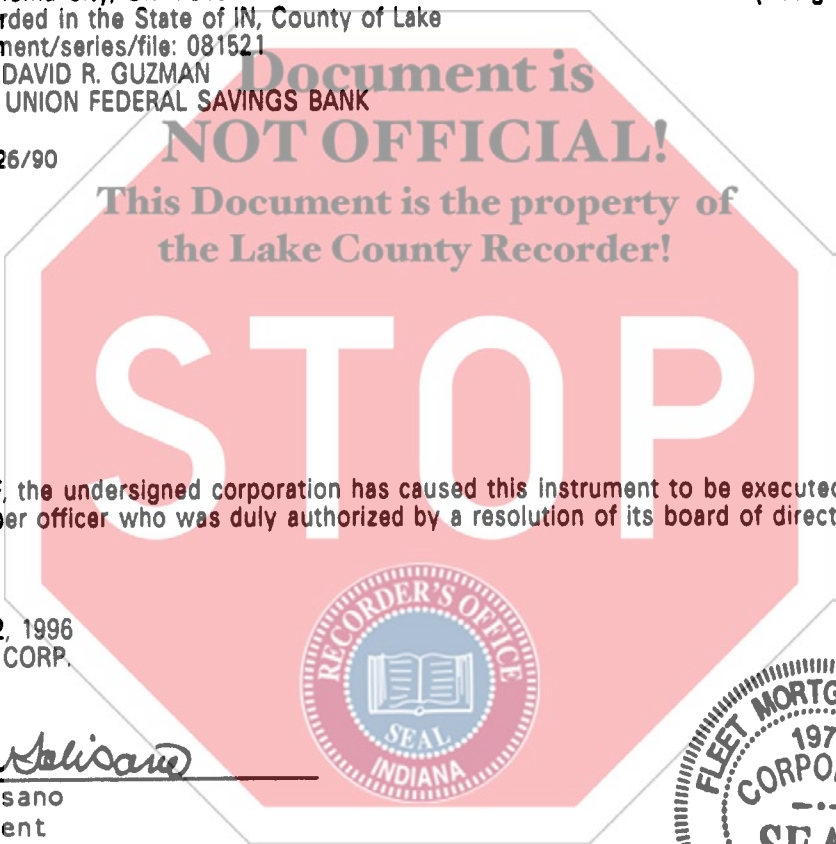 rded in the State of IN, County of Lake
ment/series/file: 081521
DAVID R. GUZMAN
UNION FEDERAL SAVINGS BANK
26/90
Document is
NOT OFFICIAL!
This Document is the property of
the Lake County Recorder!
STOP
, the undersigned corporation has caused this instrument to be executed
er officer who was duly authorized by a resolution of its board of direct
2, 1996
CORP.
RECORDER'S OFFICE
SEAL
INDIANA
Salisano
sano
ent
FLEET MORTG
197
CORPO
SEA